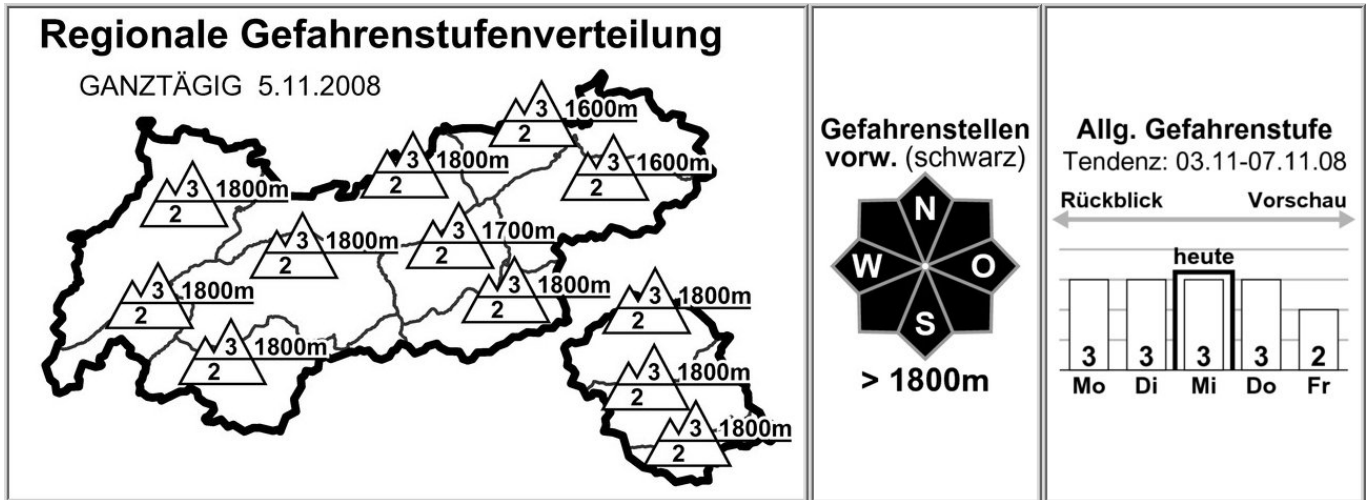 Regionale Gefahrenstufenverteilung
GANZTÄGIG 5.11.2008
3 1600m
2
3 1800m
2
3 1600m
2
3 1800m
2
3 1700m
2
3 1800m
2
3 1800m
2
3 1800m
2
3 1800m
2
3 1800m
2
3 1800m
2
3 1800m
2
Gefahrenstellen
vorw. (schwarz)
N
W O
S
> 1800m
Allg. Gefahrenstufe
Tendenz: 03.11-07.11.08
Rückblick Vorschau
heute
3 3 3 3 2
Mo Di Mi Do Fr